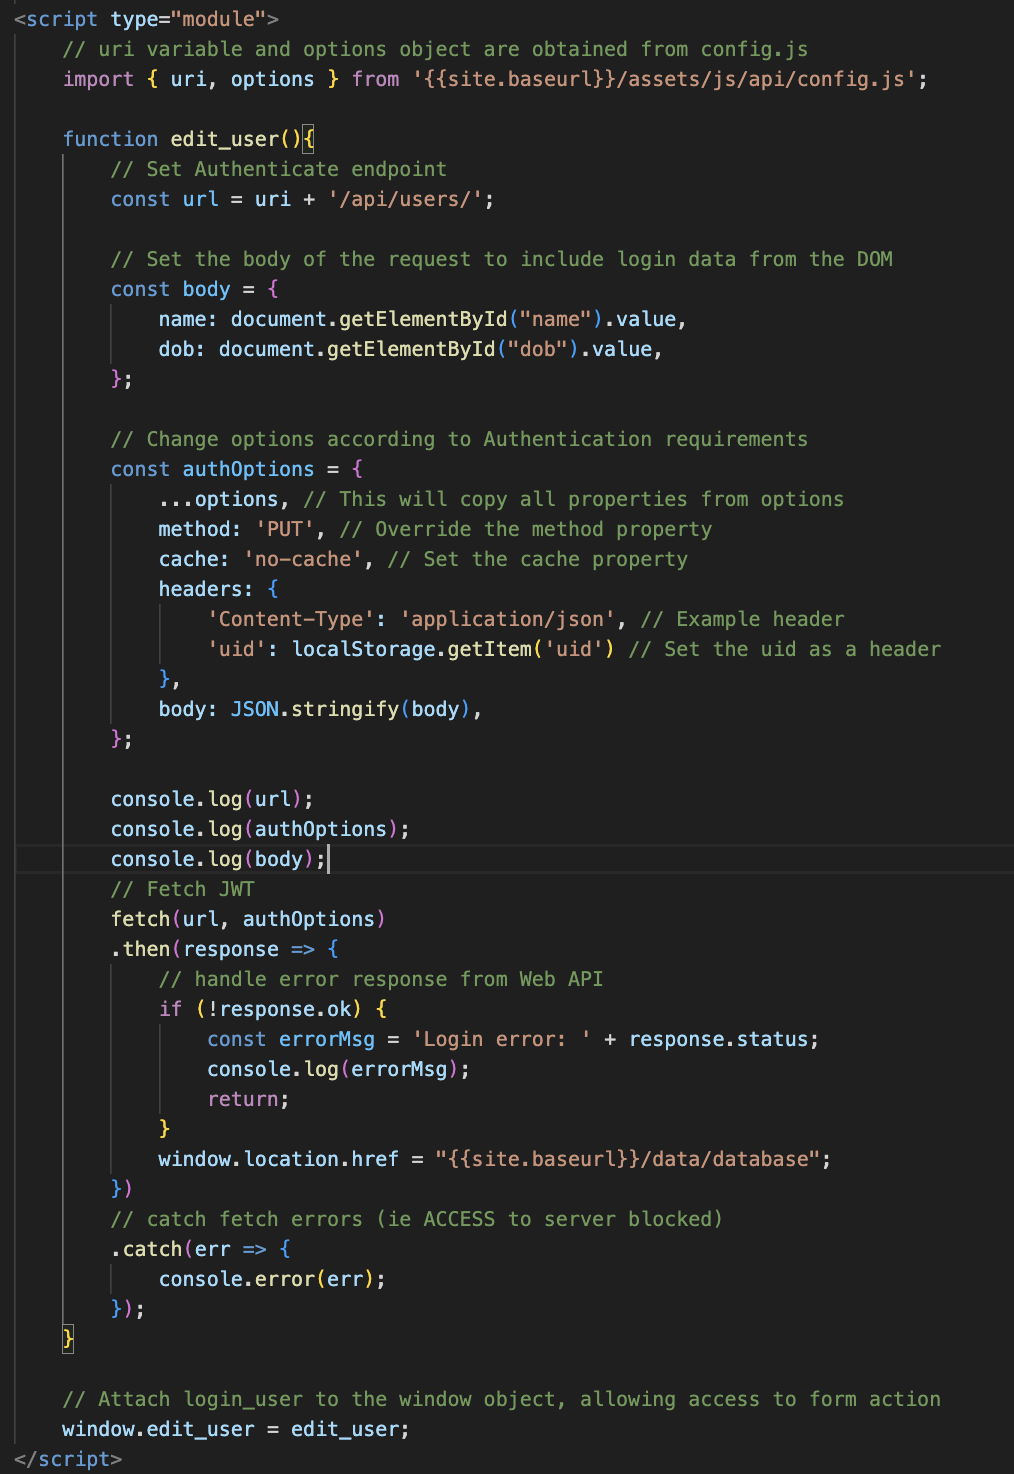 <script type="module">
    // uri variable and options object are obtained from config.js
    import { uri, options } from '{{site.baseurl}}/assets/js/api/config.js';

    function edit_user(){
        // Set Authenticate endpoint
        const url = uri + '/api/users/';

        // Set the body of the request to include login data from the DOM
        const body = {
            name: document.getElementById("name").value,
            dob: document.getElementById("dob").value,
        };

        // Change options according to Authentication requirements
        const authOptions = {
            ...options, // This will copy all properties from options
            method: 'PUT', // Override the method property
            cache: 'no-cache', // Set the cache property
            headers: {
                'Content-Type': 'application/json', // Example header
                'uid': localStorage.getItem('uid') // Set the uid as a header
            },
            body: JSON.stringify(body),
        };

        console.log(url);
        console.log(authOptions);
        console.log(body);
        // Fetch JWT
        fetch(url, authOptions)
        .then(response => {
            // handle error response from Web API
            if (!response.ok) {
                const errorMsg = 'Login error: ' + response.status;
                console.log(errorMsg);
                return;
            }
            window.location.href = "{{site.baseurl}}/data/database";
        })
        // catch fetch errors (ie ACCESS to server blocked)
        .catch(err => {
            console.error(err);
        });
    }

    // Attach login_user to the window object, allowing access to form action
    window.edit_user = edit_user;
</script>